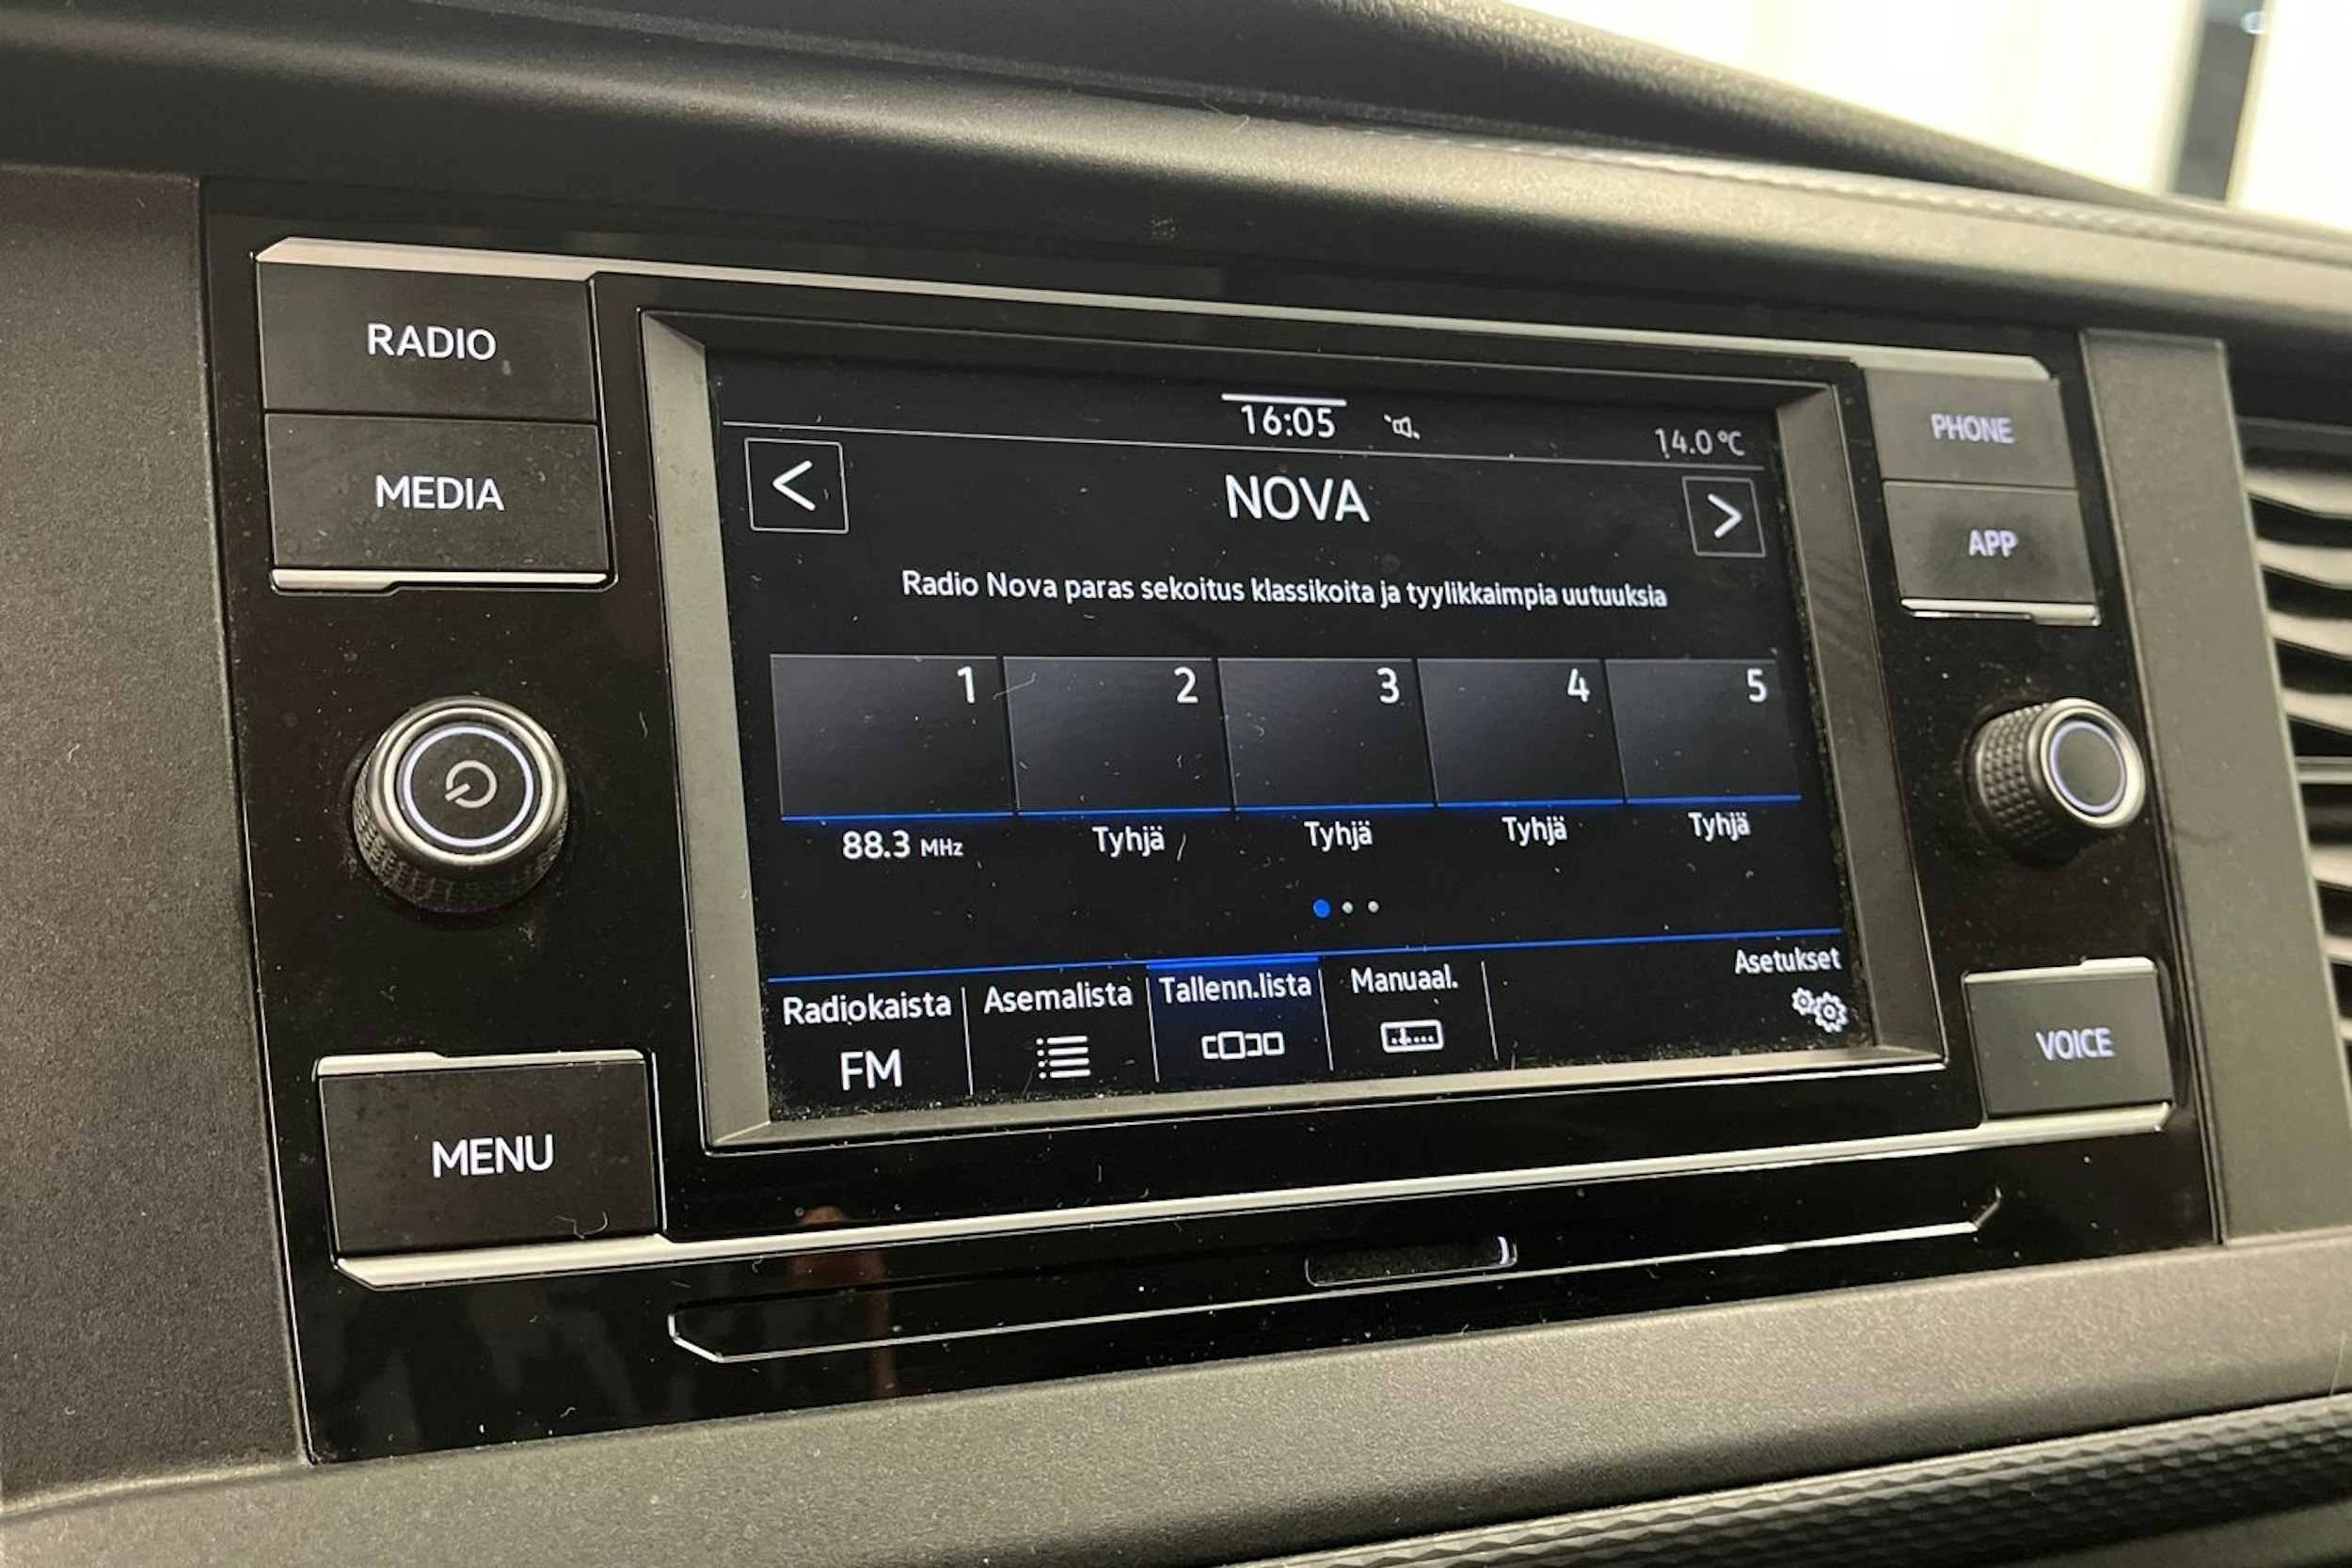 RADIO
MEDIA
MENU
16:05
14.0 °C
<
NOVA
>
Radio Nova paras sekoitus klassikoita ja tyylikkäimpia uutuuksia
1 2 3 4 5
88.3 MHz Tyhjä Tyhjä Tyhjä Tyhjä
Radiokaista Asemalista Tallenn.lista Manuaal. Asetukset
FM
PHONE
APP
VOICE